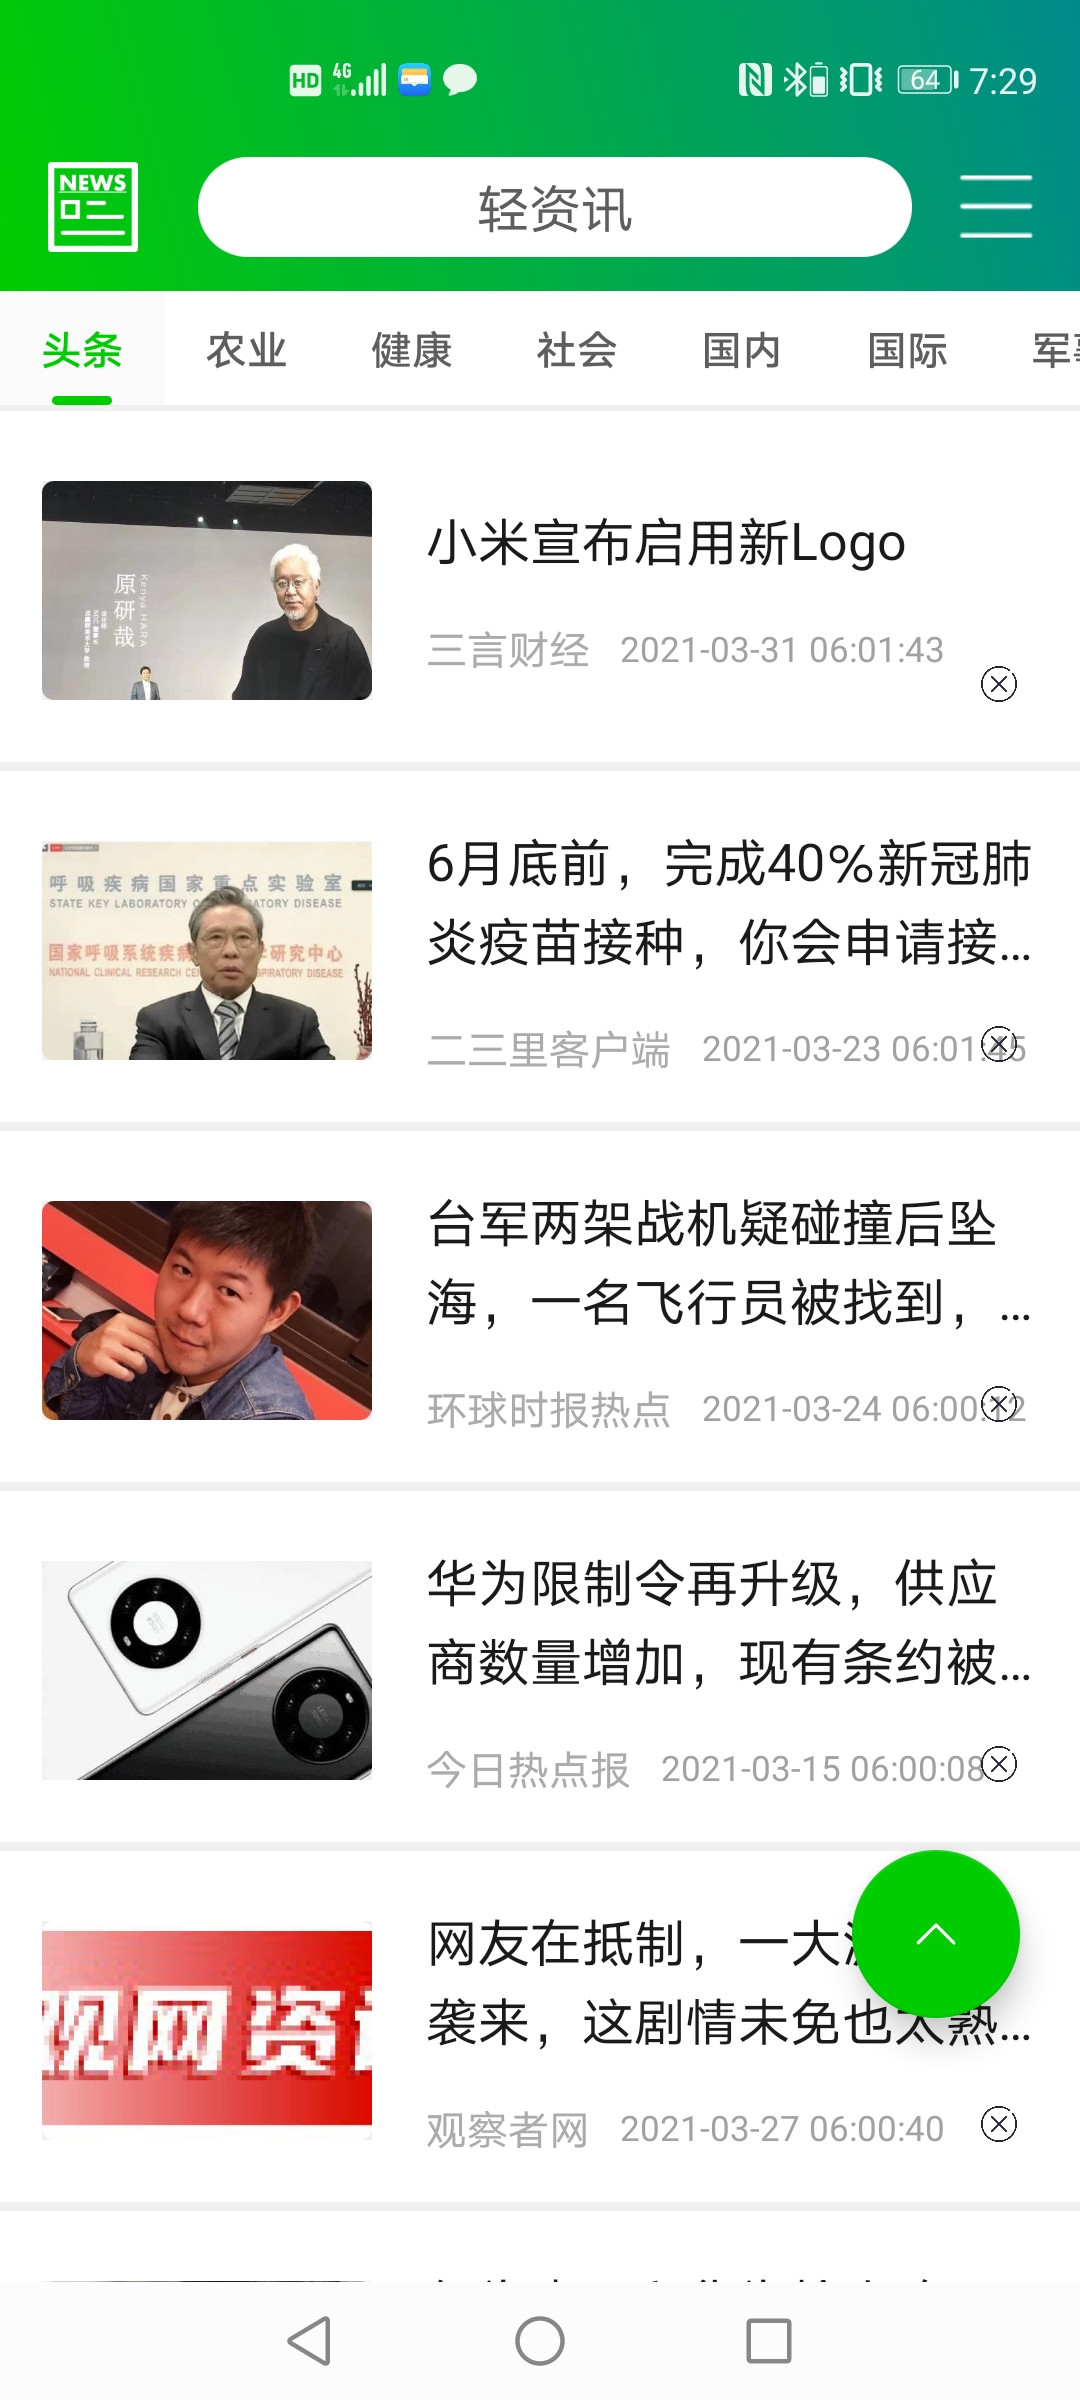 HD 4G 64 7:29
NEWS
轻资讯
头条 农业 健康 社会 国内 国际 军事
小米宣布启用新Logo
原研哉
Kenya HARA
三言财经 2021-03-31 06:01:43
6月底前，完成40%新冠肺
炎疫苗接种，你会申请接...
呼吸疾病国家重点实验室
STATE KEY LABORATORY O ATORY DISEASE
国家呼吸系统疾病 研究中心
NATIONAL CLINICAL RESEARCH CE SPIRATORY DISEASE
二三里客户端 2021-03-23 06:01:45
台军两架战机疑碰撞后坠
海，一名飞行员被找到，...
环球时报热点 2021-03-24 06:00:12
华为限制令再升级，供应
商数量增加，现有条约被...
今日热点报 2021-03-15 06:00:08
网友在抵制，一大
袭来，这剧情未免也太熟...
观网资讯
观察者网 2021-03-27 06:00:40